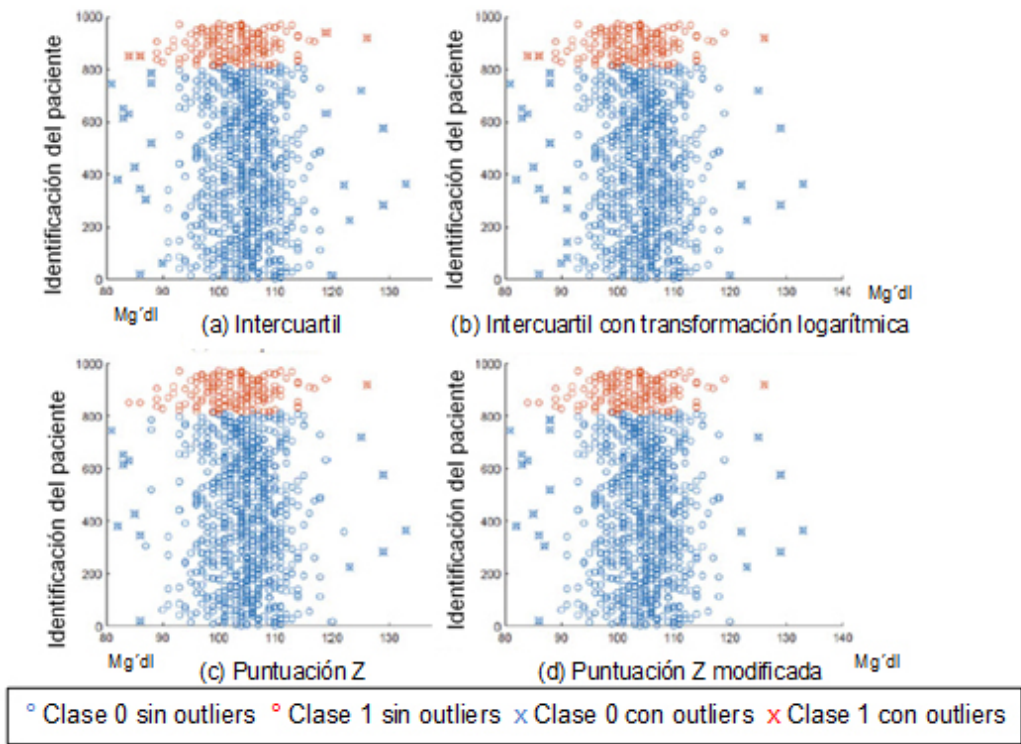 1000
800
600
400
200
0
80 90 100 110 120 130
Identificación del paciente
Mg´dl
(a) Intercuartil
1000
800
600
400
200
0
80 90 100 110 120 130 140
Identificación del paciente
Mg´dl
(b) Intercuartil con transformación logarítmica
1000
800
600
400
200
0
80 90 100 110 120 130
Identificación del paciente
Mg´dl
(c) Puntuación Z
1000
800
600
400
200
0
80 90 100 110 120 130 140
Identificación del paciente
Mg´dl
(d) Puntuación Z modificada
Clase 0 sin outliers Clase 1 sin outliers x Clase 0 con outliers x Clase 1 con outliers